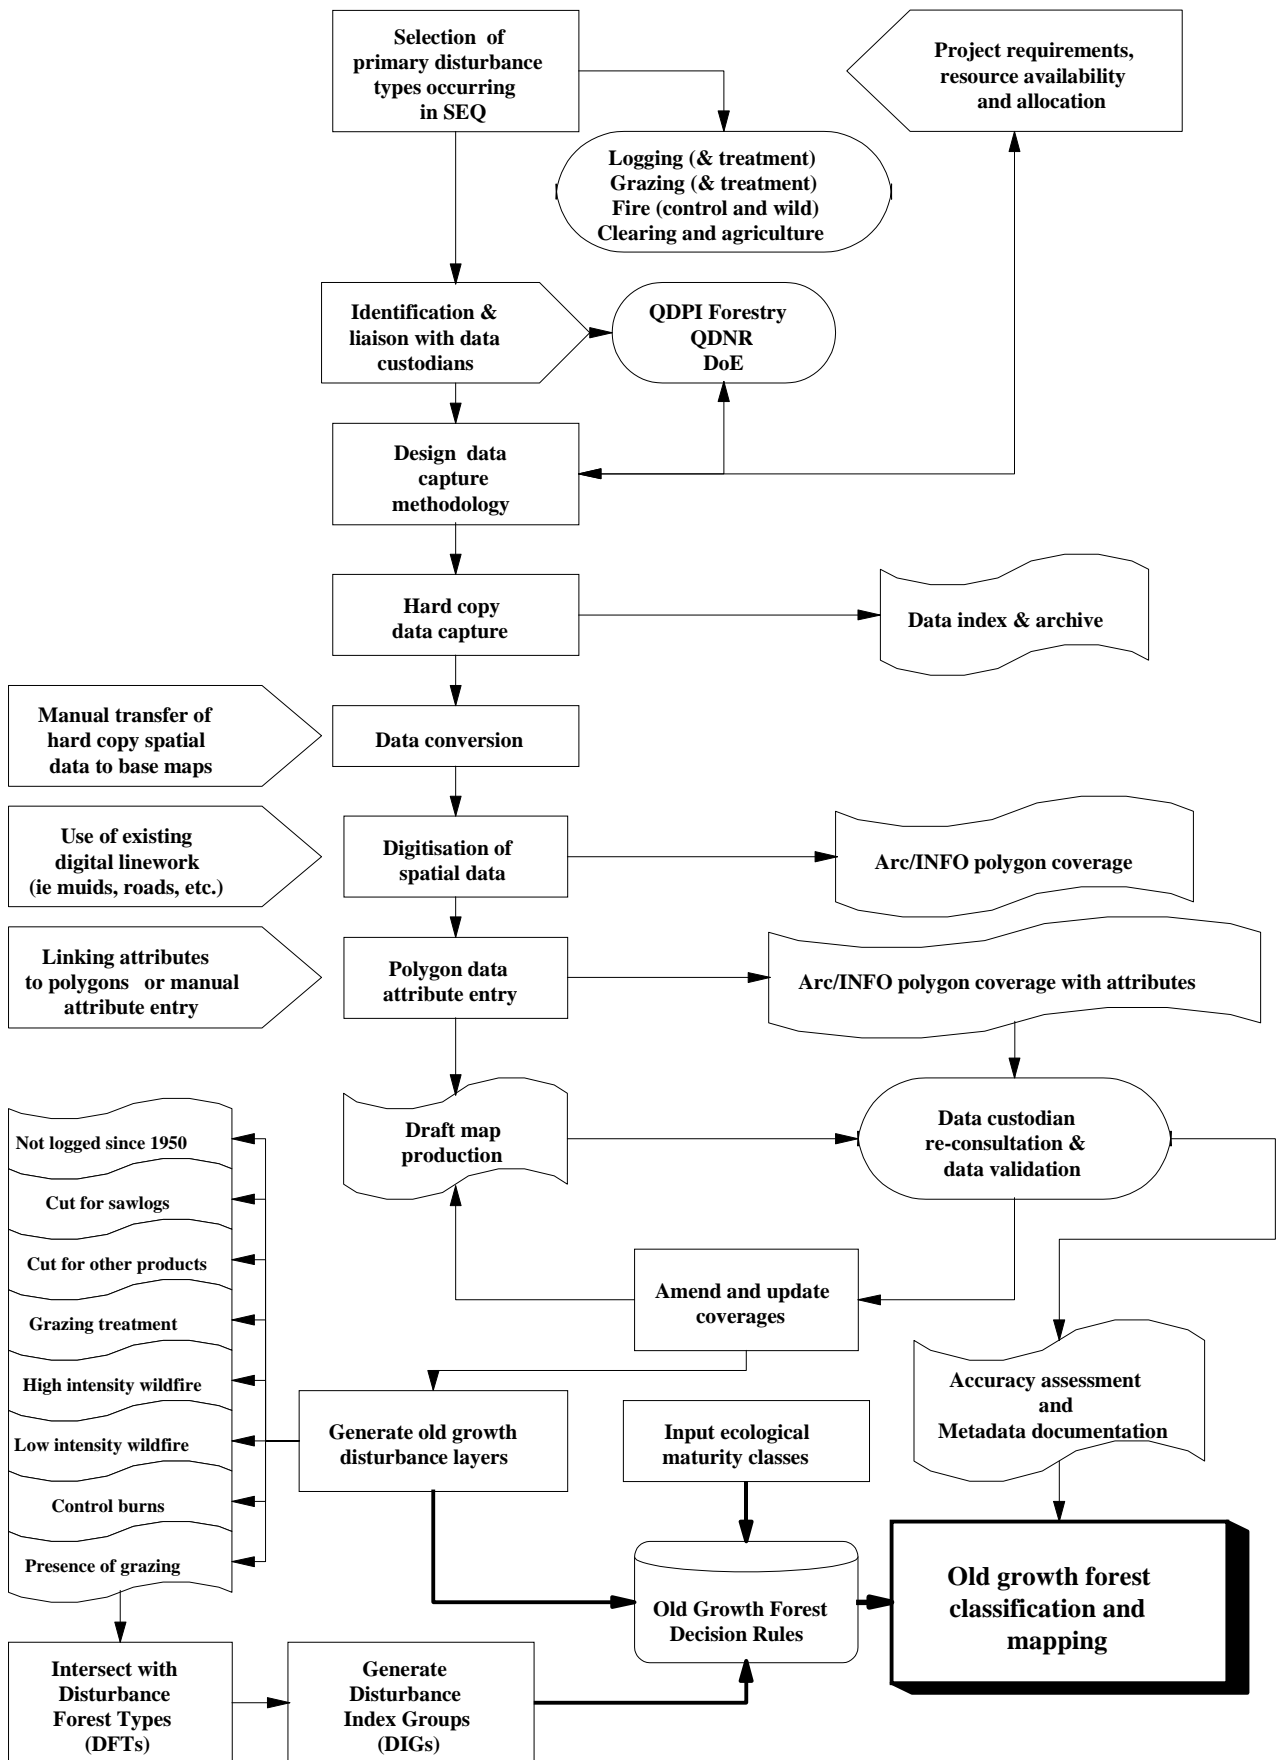 Selection of
primary disturbance
types occurring
in SEQ
Project requirements,
resource availability
and allocation
Logging (& treatment)
Grazing (& treatment)
Fire (control and wild)
Clearing and agriculture
Identification &
liaison with data
custodians
QDPI Forestry
QDNR
DoE
Design data
capture
methodology
Hard copy
data capture
Data index & archive
Manual transfer of
hard copy spatial
data to base maps
Data conversion
Use of existing
digital linework
(ie muids, roads, etc.)
Digitisation of
spatial data
Arc/INFO polygon coverage
Linking attributes
to polygons or manual
attribute entry
Polygon data
attribute entry
Arc/INFO polygon coverage with attributes
Draft map
production
Data custodian
re-consultation &
data validation
Not logged since 1950
Cut for sawlogs
Cut for other products
Grazing treatment
High intensity wildfire
Low intensity wildfire
Control burns
Presence of grazing
Amend and update
coverages
Generate old growth
disturbance layers
Input ecological
maturity classes
Accuracy assessment
and
Metadata documentation
Old Growth Forest
Decision Rules
Old growth forest
classification and
mapping
Intersect with
Disturbance
Forest Types
(DFTs)
Generate
Disturbance
Index Groups
(DIGs)